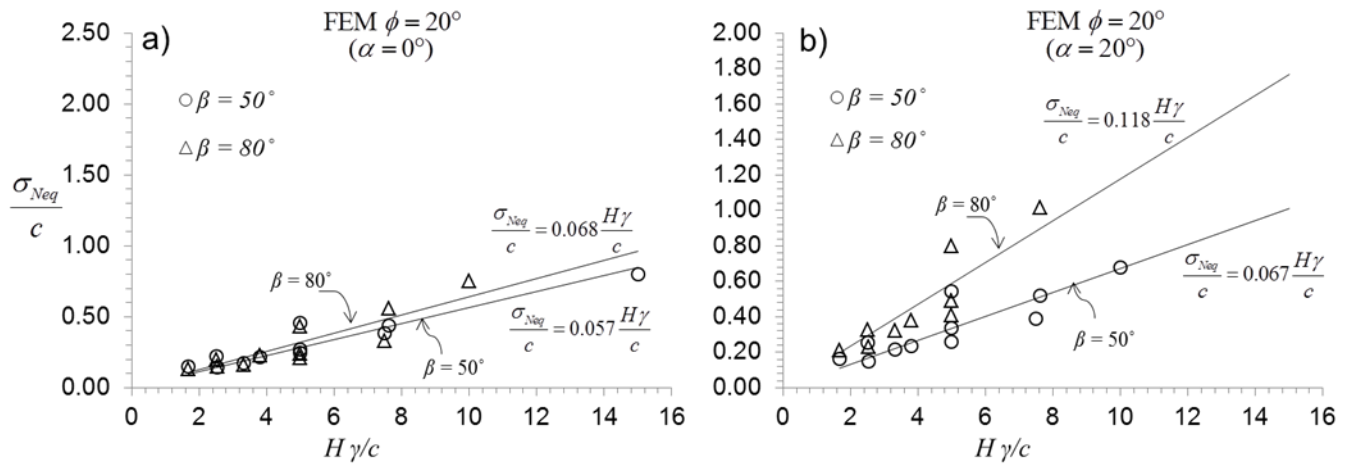 a)
FEM ϕ = 20°
(α = 0°)
2.50
2.00
1.50
1.00
0.50
0.00
σNeq
c
β = 50°
β = 80°
σNeq/c = 0.068 Hγ/c
β = 80°
σNeq/c = 0.057 Hγ/c
β = 50°
0 2 4 6 8 10 12 14 16
H γ/c
b)
FEM ϕ = 20°
(α = 20°)
2.00
1.80
1.60
1.40
1.20
1.00
0.80
0.60
0.40
0.20
0.00
β = 50°
β = 80°
σNeq/c = 0.118 Hγ/c
β = 80°
σNeq/c = 0.067 Hγ/c
β = 50°
0 2 4 6 8 10 12 14 16
H γ/c